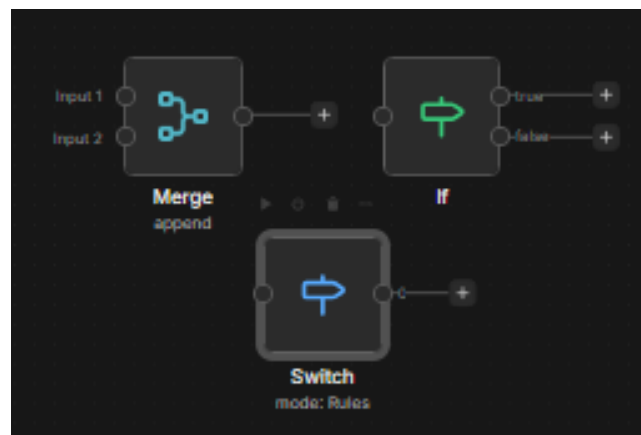 Input 1
Input 2
Merge
append
true
false
If
Switch
mode: Rules